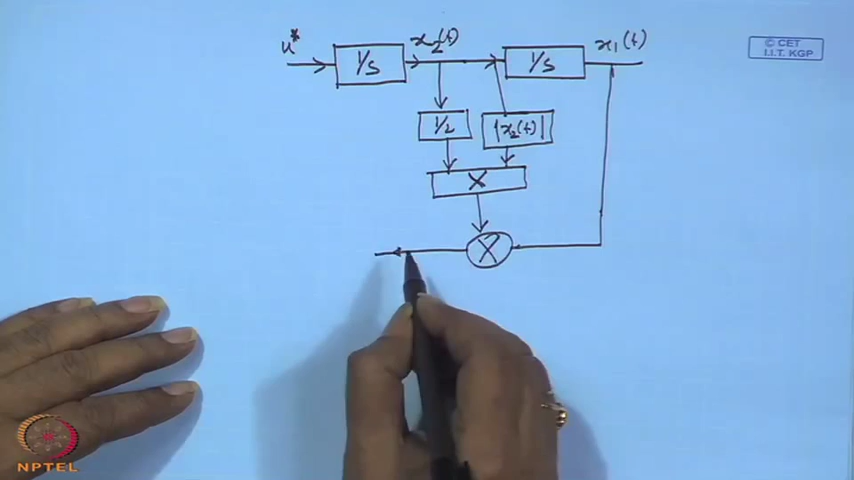 u*
1/s
x₂(t)
1/s
x₁(t)
1/2
|x₂(t)|
X
X
© CET
I.I.T. KGP
NPTEL